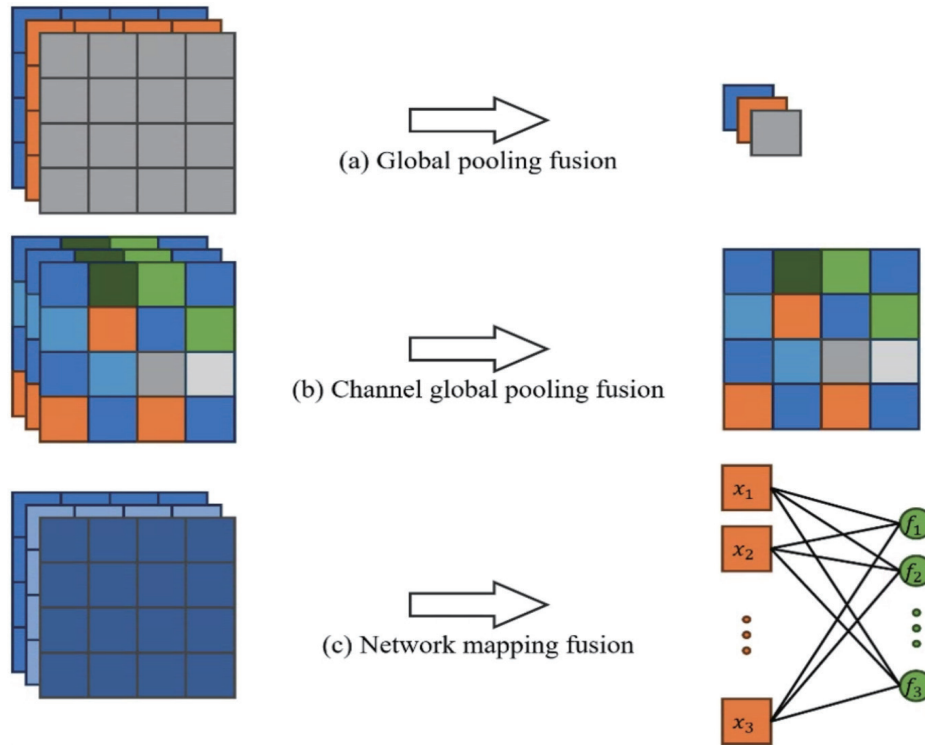 (a) Global pooling fusion
(b) Channel global pooling fusion
x₁
f₁
x₂
f₂
(c) Network mapping fusion
x₃
f₃